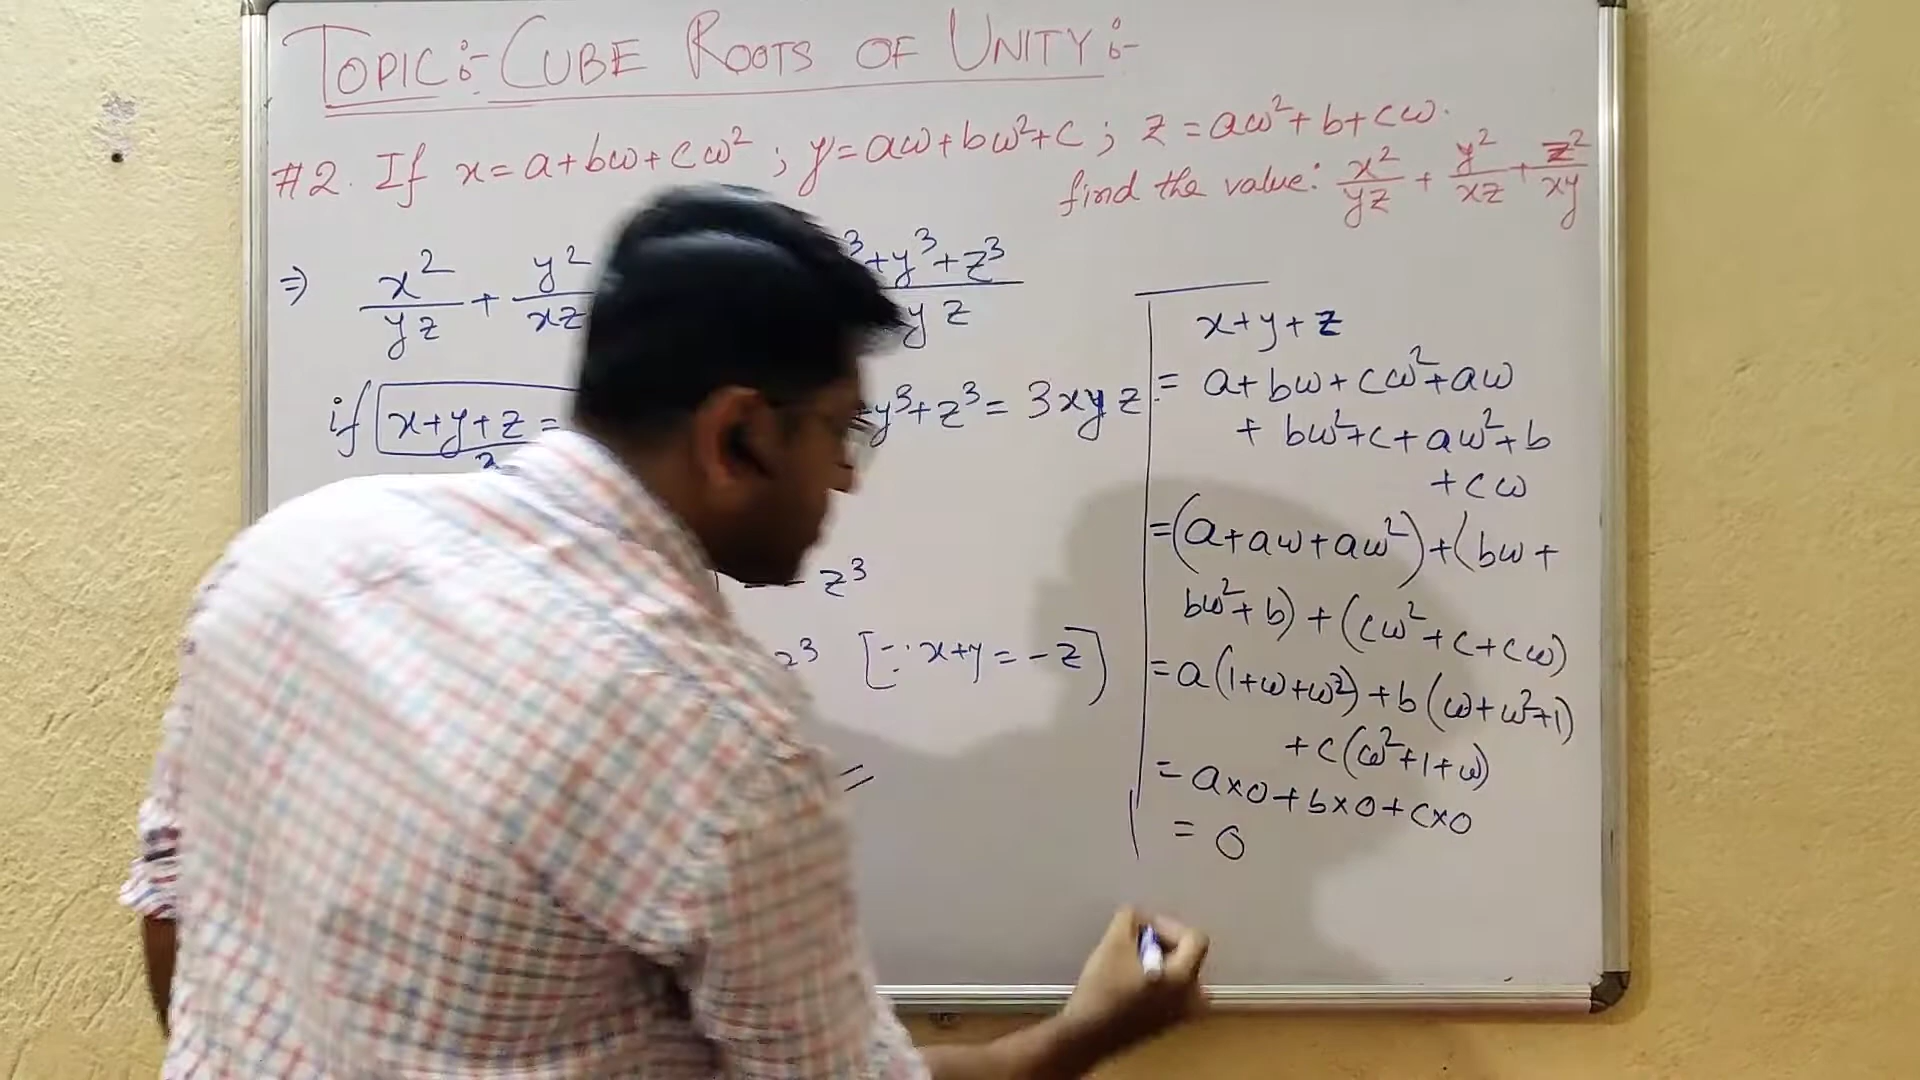 TOPIC:- CUBE ROOTS OF UNITY:-
#2. If x=a+bω+cω²; y=aω+bω²+c; z=aω²+b+cω.
find the value: x²/yz + y²/xz + z²/xy
⇒ x²/yz + y²/xz
³+y³+z³/yz
if x+y+z=
+y³+z³=3xyz
z³
z³ [∵x+y=-z]
=
x+y+z
= a+bω+cω²+aω
+ bω²+c+aω²+b
+cω
=(a+aω+aω²)+(bω+
bω²+b)+(cω²+c+cω)
=a(1+ω+ω²)+b(ω+ω²+1)
+c(ω²+1+ω)
= a×0+b×0+c×0
= 0